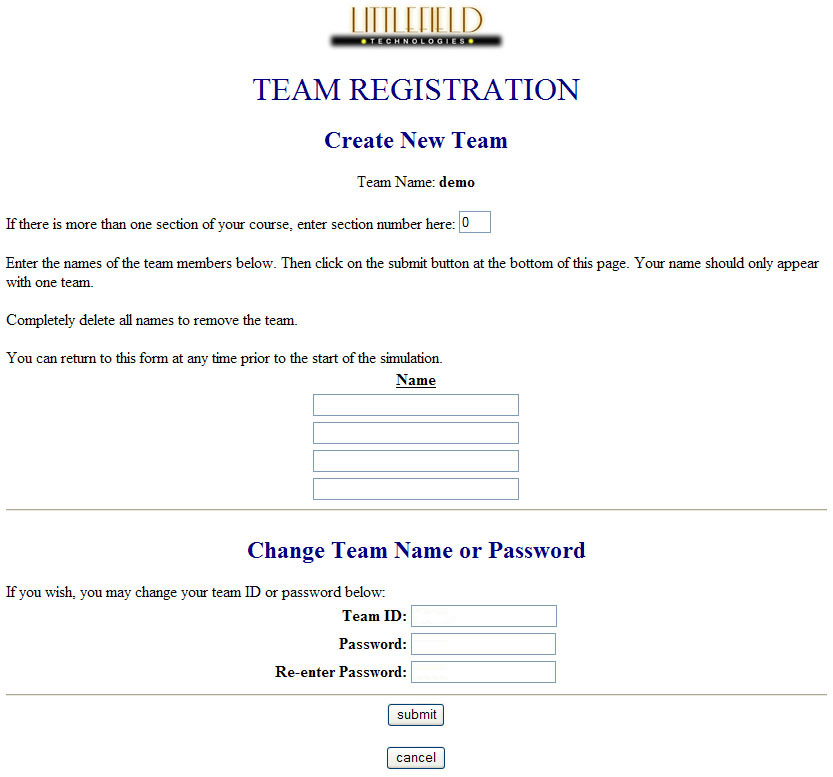 LITTLEFIELD
TECHNOLOGIES
TEAM REGISTRATION
Create New Team
Team Name: demo
If there is more than one section of your course, enter section number here: 0
Enter the names of the team members below. Then click on the submit button at the bottom of this page. Your name should only appear
with one team.
Completely delete all names to remove the team.
You can return to this form at any time prior to the start of the simulation.
Name
Change Team Name or Password
If you wish, you may change your team ID or password below:
Team ID:
Password:
Re-enter Password:
submit
cancel